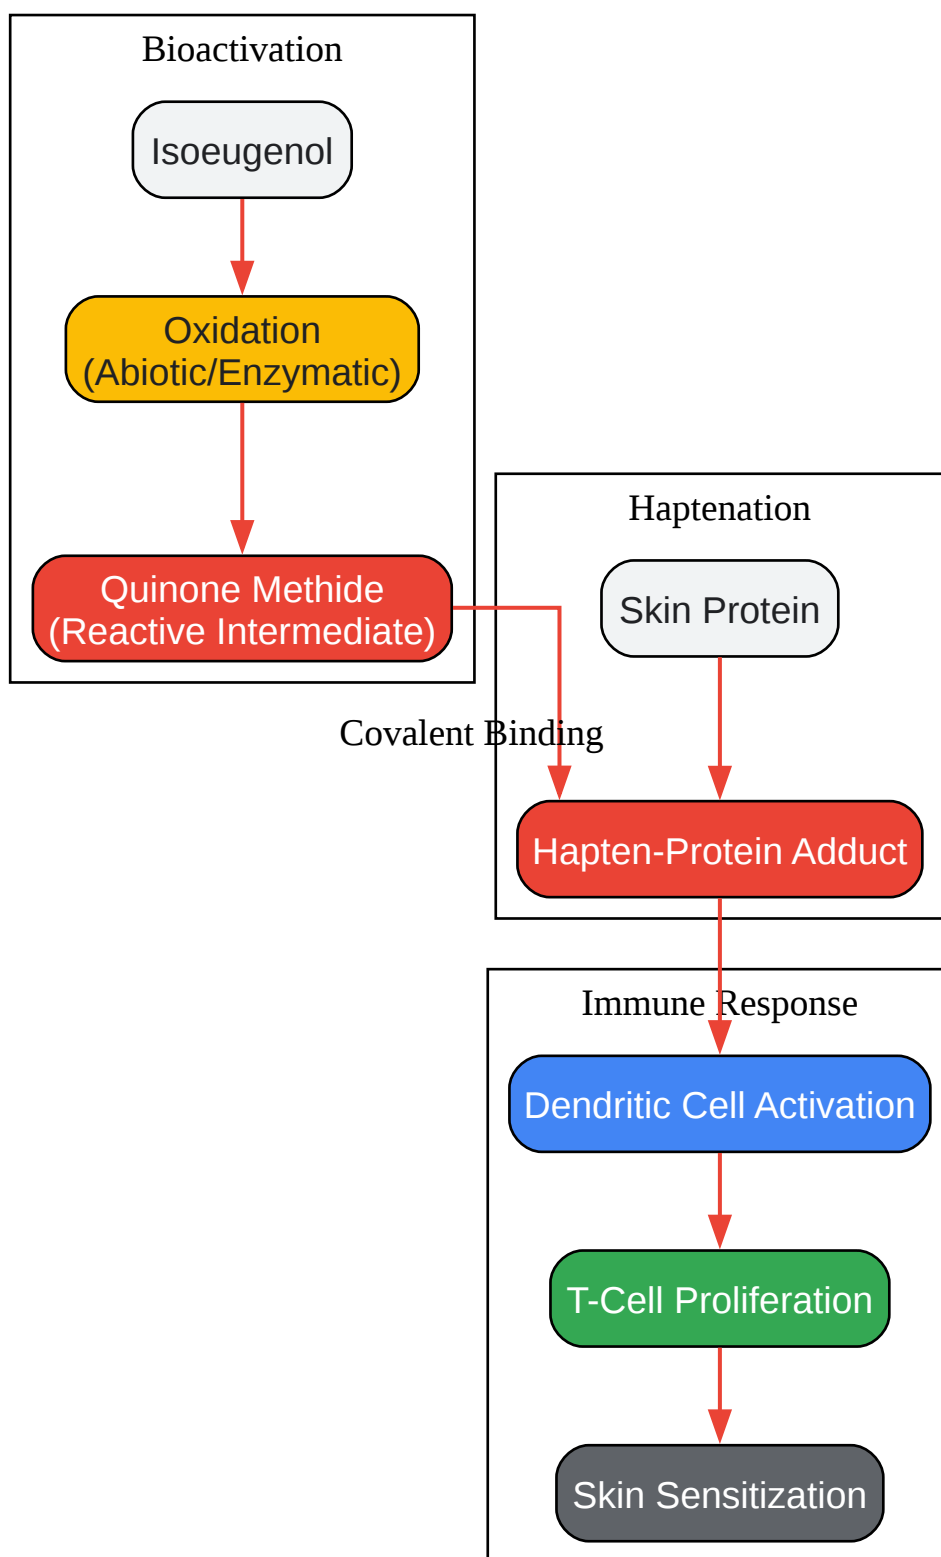 Bioactivation
Isoeugenol
Oxidation
(Abiotic/Enzymatic)
Quinone Methide
(Reactive Intermediate)
Haptenation
Skin Protein
Covalent Binding
Hapten-Protein Adduct
Immune Response
Dendritic Cell Activation
T-Cell Proliferation
Skin Sensitization